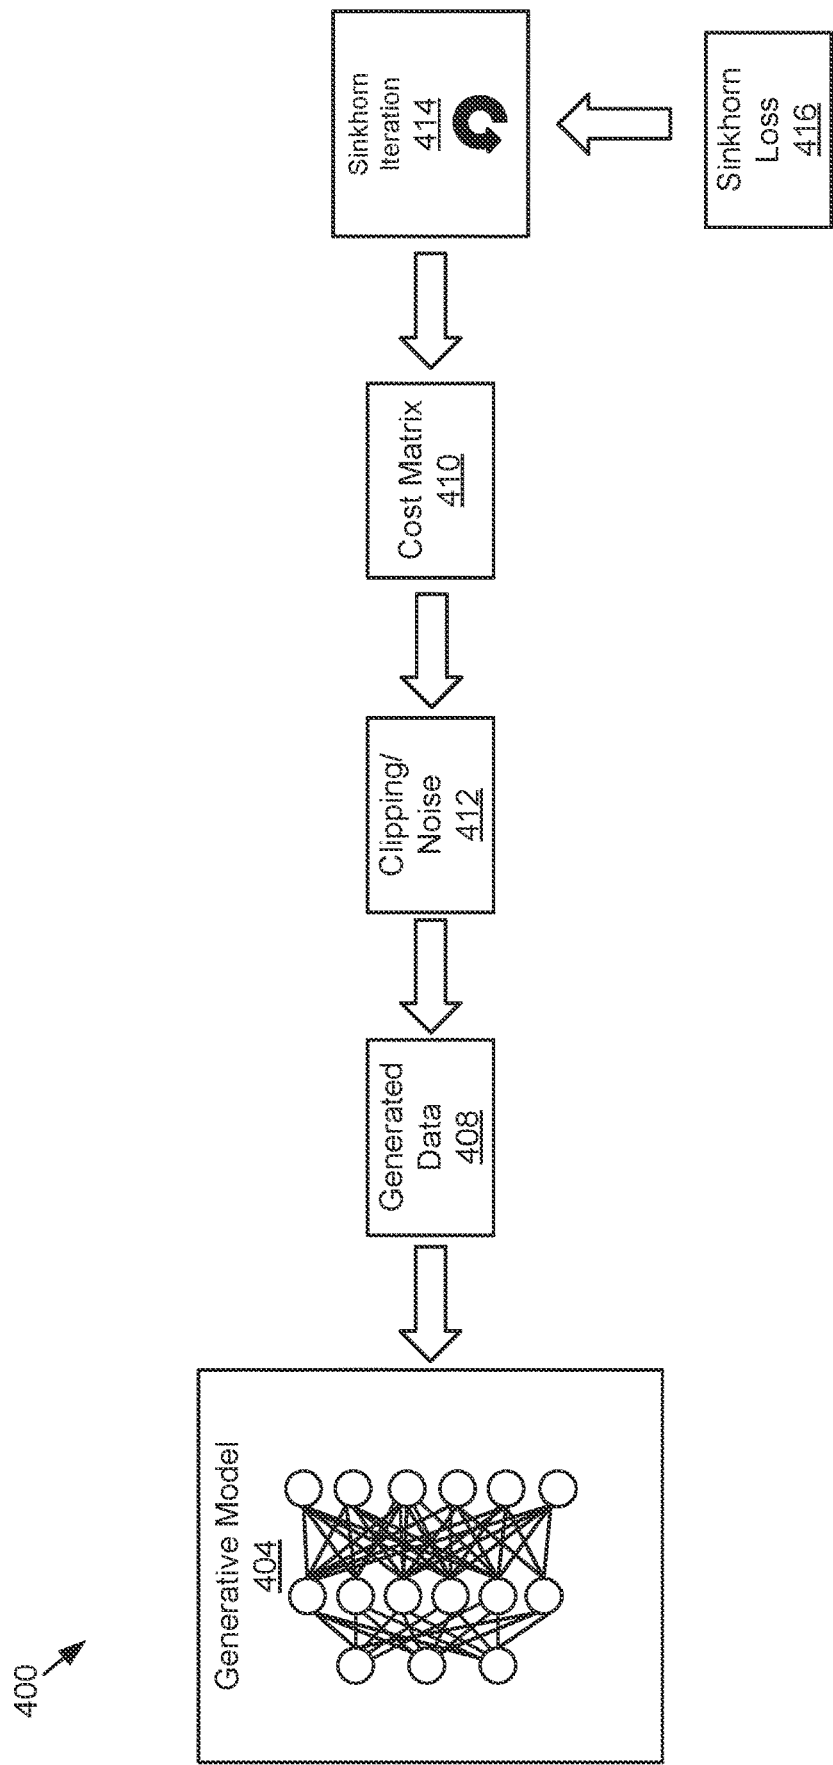 400
Generative Model
404
Generated
Data
408
Clipping/
Noise
412
Cost Matrix
410
Sinkhorn
Iteration
414
Sinkhorn
Loss
416